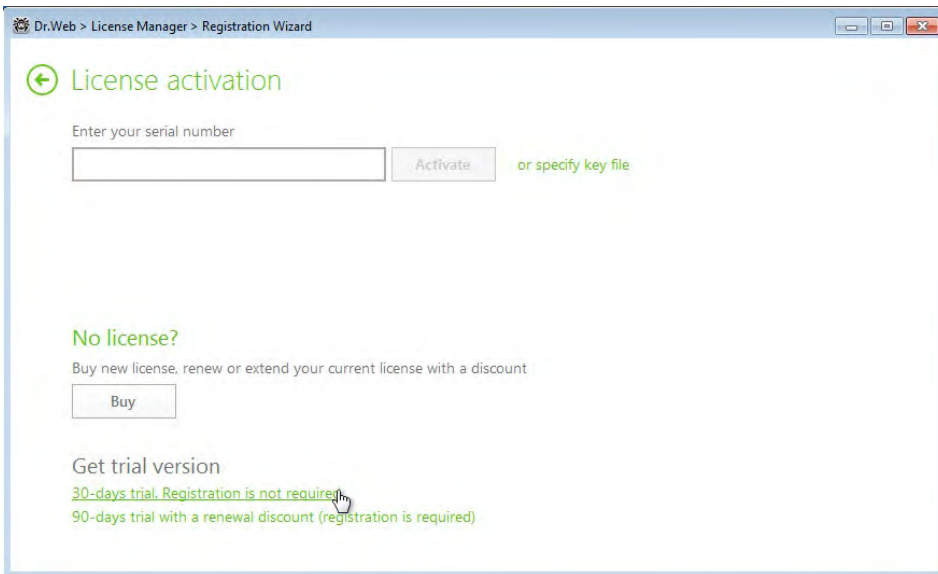 Dr.Web > License Manager > Registration Wizard
License activation
Enter your serial number
Activate or specify key file
No license?
Buy new license, renew or extend your current license with a discount
Buy
Get trial version
30-days trial. Registration is not required
90-days trial with a renewal discount (registration is required)